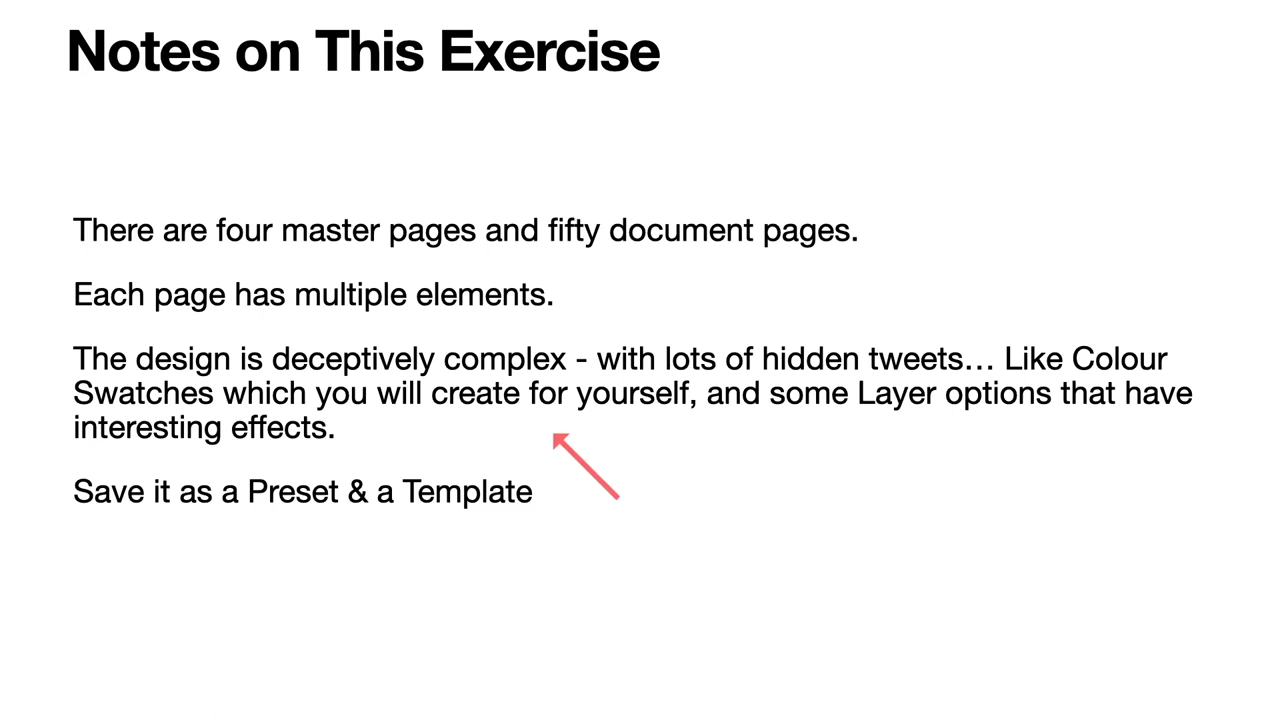 Notes on This Exercise
There are four master pages and fifty document pages.
Each page has multiple elements.
The design is deceptively complex - with lots of hidden tweets… Like Colour
Swatches which you will create for yourself, and some Layer options that have
interesting effects.
Save it as a Preset & a Template